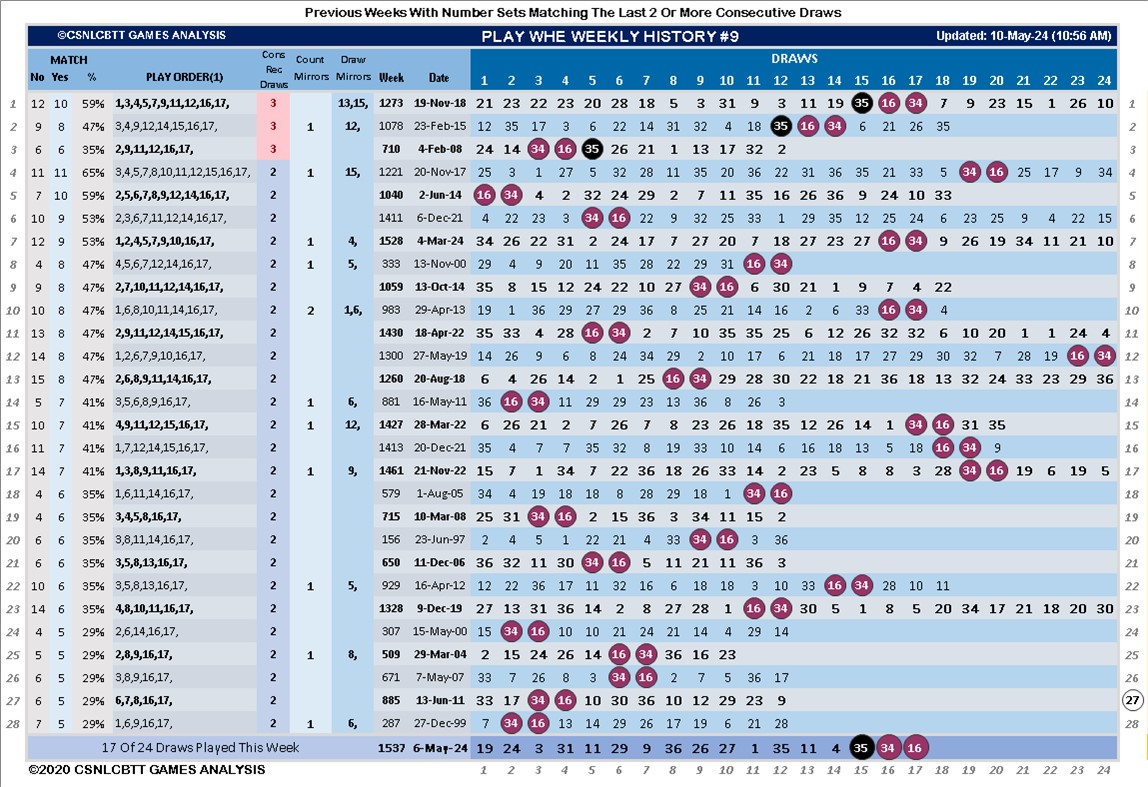 Previous Weeks With Number Sets Matching The Last 2 Or More Consecutive Draws
©CSNLCBTT GAMES ANALYSIS PLAY WHE WEEKLY HISTORY #9 Updated: 10-May-24 (10:56 AM)
MATCH Cons Rec Draws Count Mirrors Draw Mirrors DRAWS
No Yes % PLAY ORDER(1) Week Date 1 2 3 4 5 6 7 8 9 10 11 12 13 14 15 16 17 18 19 20 21 22 23 24
1 12 10 59% 1,3,4,5,7,9,11,12,16,17, 3 13,15, 1273 19-Nov-18 21 23 22 23 20 28 18 5 3 31 9 3 11 19 35 16 34 7 9 23 15 1 26 10 1
2 9 8 47% 3,4,9,12,14,15,16,17, 3 1 12, 1078 23-Feb-15 12 35 17 3 6 22 14 31 32 4 18 35 16 34 6 21 26 35 2
3 6 6 35% 2,9,11,12,16,17, 3 710 4-Feb-08 24 14 34 16 35 26 21 1 13 17 32 2 3
4 11 11 65% 3,4,5,7,8,10,11,12,15,16,17, 2 1 15, 1221 20-Nov-17 25 3 1 27 5 32 28 11 35 20 36 22 31 36 4 35 21 33 34 16 25 17 9 34 4
5 7 10 59% 2,5,6,7,8,9,12,14,16,17, 2 1040 2-Jun-14 16 34 4 2 32 24 29 2 7 11 35 16 26 36 9 24 10 33 5
6 10 9 53% 2,3,6,7,11,12,14,16,17, 2 1411 6-Dec-21 4 22 23 3 34 16 22 9 32 25 33 1 29 35 12 25 24 6 23 25 9 4 22 15 6
7 12 9 53% 1,2,4,5,7,9,10,16,17, 2 1 4, 1528 4-Mar-24 34 26 22 31 2 24 17 7 27 20 7 18 27 23 27 16 34 9 26 19 34 11 21 10 7
8 4 8 47% 4,5,6,7,12,14,16,17, 2 1 5, 333 13-Nov-00 29 4 9 20 11 35 28 22 29 31 16 34 8
9 9 8 47% 2,7,10,11,12,14,16,17, 2 1059 13-Oct-14 35 8 15 12 24 22 10 27 34 16 6 30 21 1 9 7 4 22 9
10 10 8 47% 1,6,8,10,11,14,16,17, 2 2 1,6, 983 29-Apr-13 19 1 36 29 27 29 36 8 25 21 14 16 2 6 33 16 34 4 10
11 13 8 47% 2,9,11,12,14,15,16,17, 2 1430 18-Apr-22 35 33 4 28 16 34 2 7 10 35 35 25 6 12 26 32 32 6 10 20 1 1 24 4 11
12 14 8 47% 1,2,6,7,9,10,16,17, 2 1300 27-May-19 14 26 9 6 8 24 34 29 2 10 17 6 21 18 17 27 29 30 32 7 28 19 16 34 12
13 15 8 47% 2,6,8,9,11,14,16,17, 2 1260 20-Aug-18 6 4 26 14 2 1 25 16 34 29 28 30 22 18 21 36 18 13 32 24 33 23 29 36 13
14 5 7 41% 3,5,6,8,9,16,17, 2 1 6, 881 16-May-11 36 16 34 11 29 29 23 13 36 8 26 3 14
15 10 7 41% 4,9,11,12,15,16,17, 2 1 12, 1427 28-Mar-22 6 26 21 2 7 26 7 8 23 26 18 35 12 26 14 1 34 16 31 35 15
16 11 7 41% 1,7,12,14,15,16,17, 2 1413 20-Dec-21 35 4 7 7 35 32 8 19 33 10 14 6 16 18 13 5 18 16 34 9 16
17 14 7 41% 1,3,8,9,11,16,17, 2 1 9, 1461 21-Nov-22 15 7 1 34 7 22 36 18 26 33 14 2 23 5 8 8 3 28 34 16 19 6 19 5 17
18 4 6 35% 1,6,11,14,16,17, 2 579 1-Aug-05 34 4 19 18 18 8 28 29 18 1 34 16 18
19 4 6 35% 3,4,5,8,16,17, 2 715 10-Mar-08 25 31 34 16 2 15 36 3 34 11 15 2 19
20 6 6 35% 3,8,11,14,16,17, 2 156 23-Jun-97 2 4 5 1 22 21 4 33 34 16 3 36 20
21 6 6 35% 3,5,8,13,16,17, 2 650 11-Dec-06 36 32 11 30 34 16 5 11 21 11 36 3 21
22 10 6 35% 3,5,8,13,16,17, 2 1 5, 929 16-Apr-12 12 22 36 17 11 32 16 6 18 18 3 10 33 16 34 28 10 11 22
23 14 6 35% 4,8,10,11,16,17, 2 1328 9-Dec-19 27 13 31 36 14 2 8 27 28 1 16 34 30 5 1 8 5 20 34 17 21 18 20 30 23
24 4 5 29% 2,6,14,16,17, 2 307 15-May-00 15 34 16 10 10 21 24 21 14 4 29 14 24
25 5 5 29% 2,8,9,16,17, 2 1 8, 509 29-Mar-04 2 15 24 26 14 16 34 36 16 23 25
26 6 5 29% 3,8,9,16,17, 2 671 7-May-07 33 7 26 8 3 34 16 2 7 5 36 17 26
27 6 5 29% 6,7,8,16,17, 2 885 13-Jun-11 33 17 34 16 10 30 36 10 12 29 23 9 27
28 7 5 29% 1,6,9,16,17, 2 1 6, 287 27-Dec-99 7 34 16 13 14 29 17 19 6 21 28 28
17 Of 24 Draws Played This Week 1537 6-May-24 19 24 3 31 11 29 9 36 26 27 1 35 11 4 35 34 16
©2020 CSNLCBTT GAMES ANALYSIS 1 2 3 4 5 6 7 8 9 10 11 12 13 14 15 16 17 18 19 20 21 22 23 24